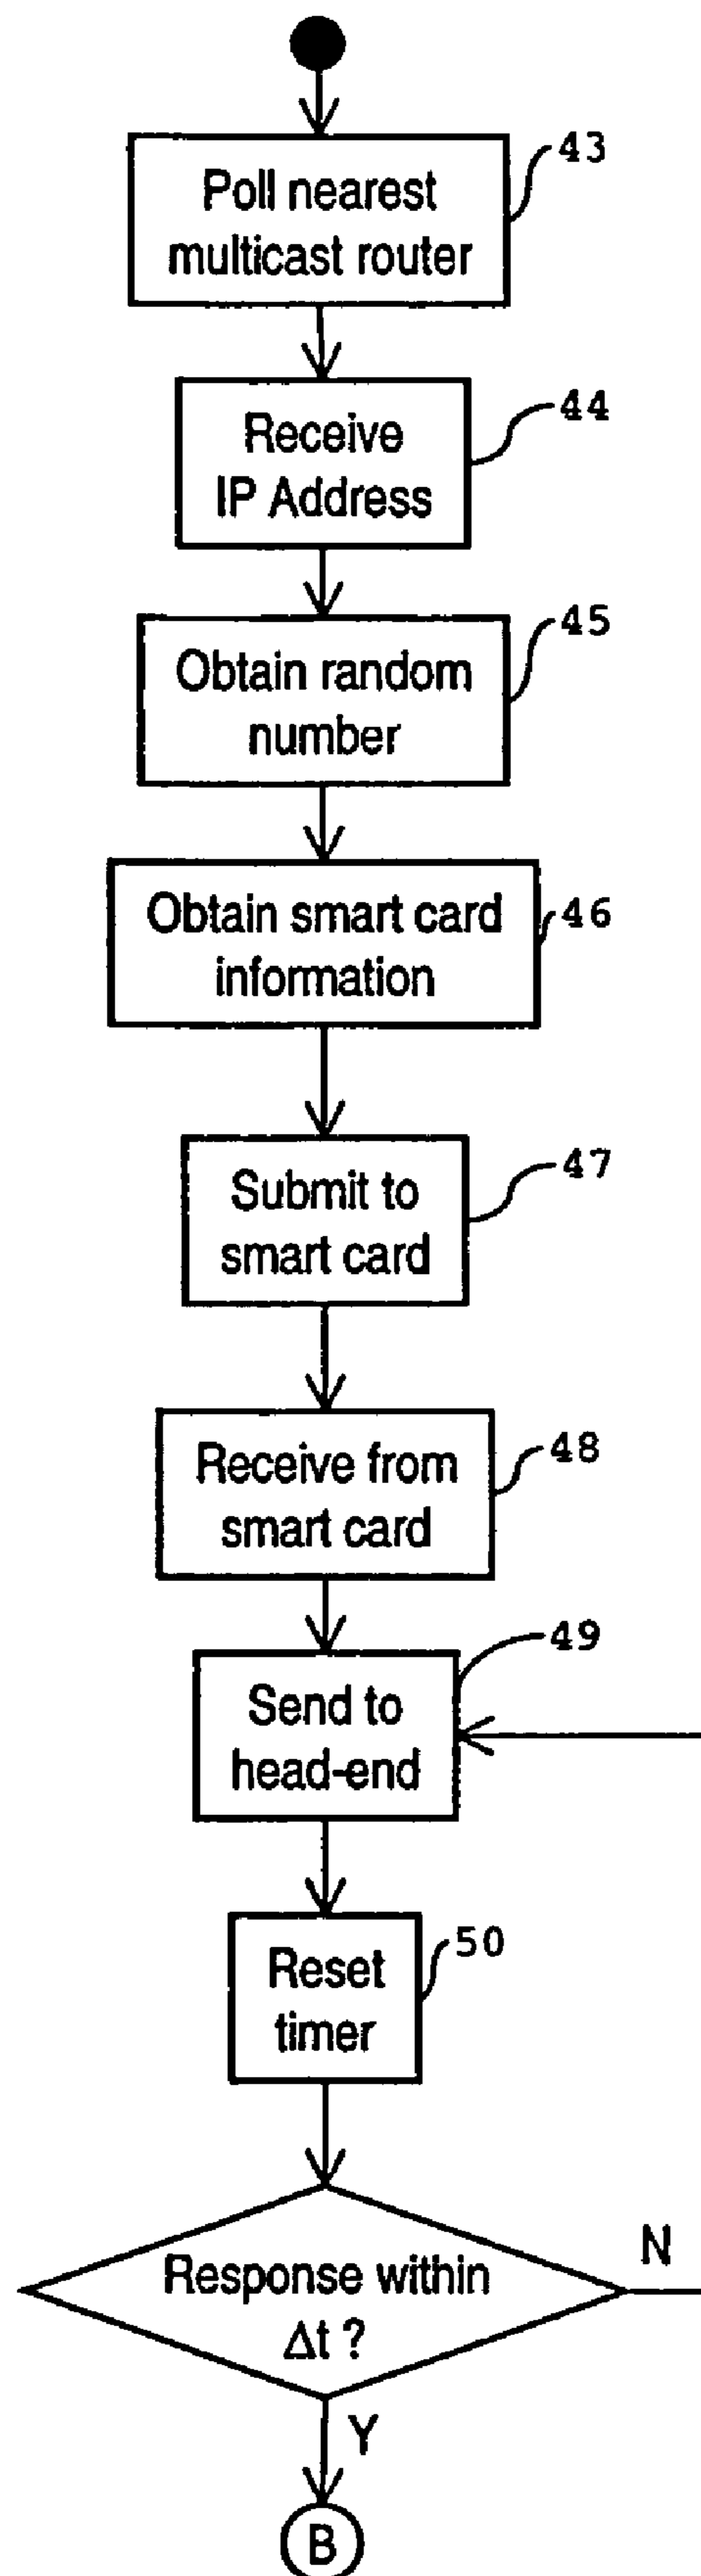 43
Poll nearest
multicast router
44
Receive
IP Address
45
Obtain random
number
46
Obtain smart card
information
47
Submit to
smart card
48
Receive from
smart card
49
Send to
head-end
50
Reset
timer
Response within
Δt ?
N
Y
B